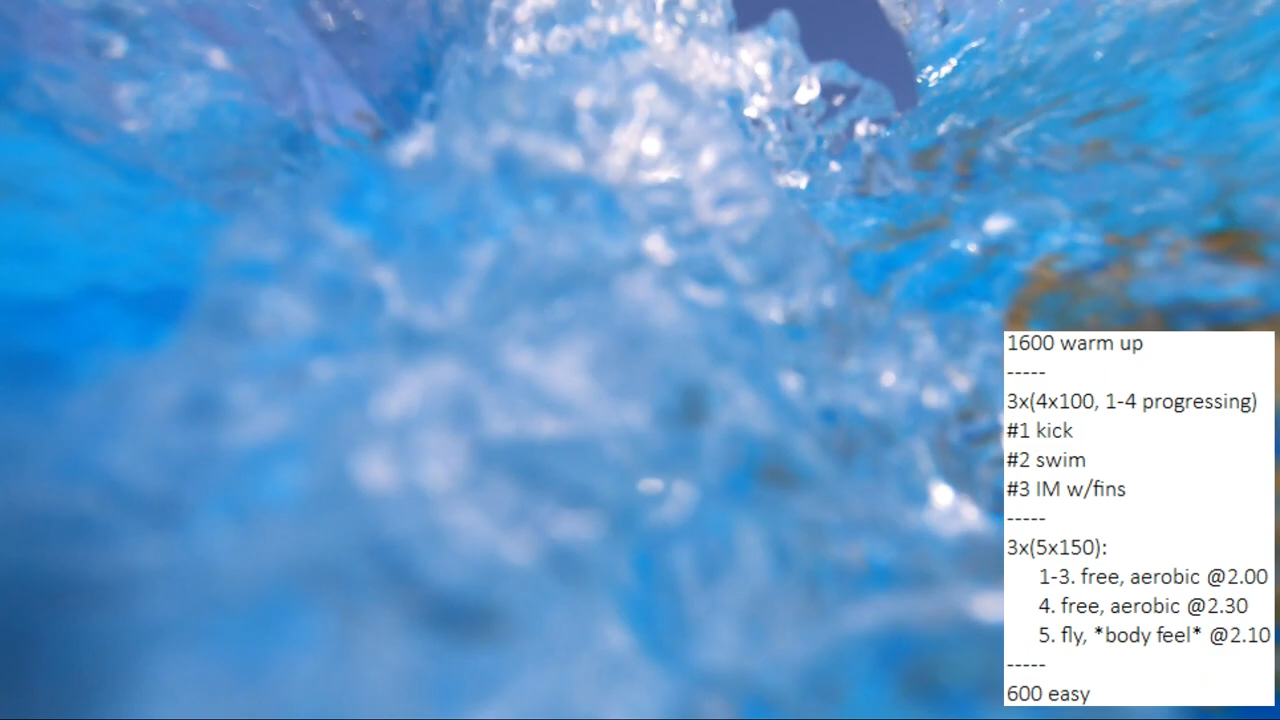 1600 warm up
-----
3x(4x100, 1-4 progressing)
#1 kick
#2 swim
#3 IM w/fins
-----
3x(5x150):
1-3. free, aerobic @2.00
4. free, aerobic @2.30
5. fly, *body feel* @2.10
-----
600 easy